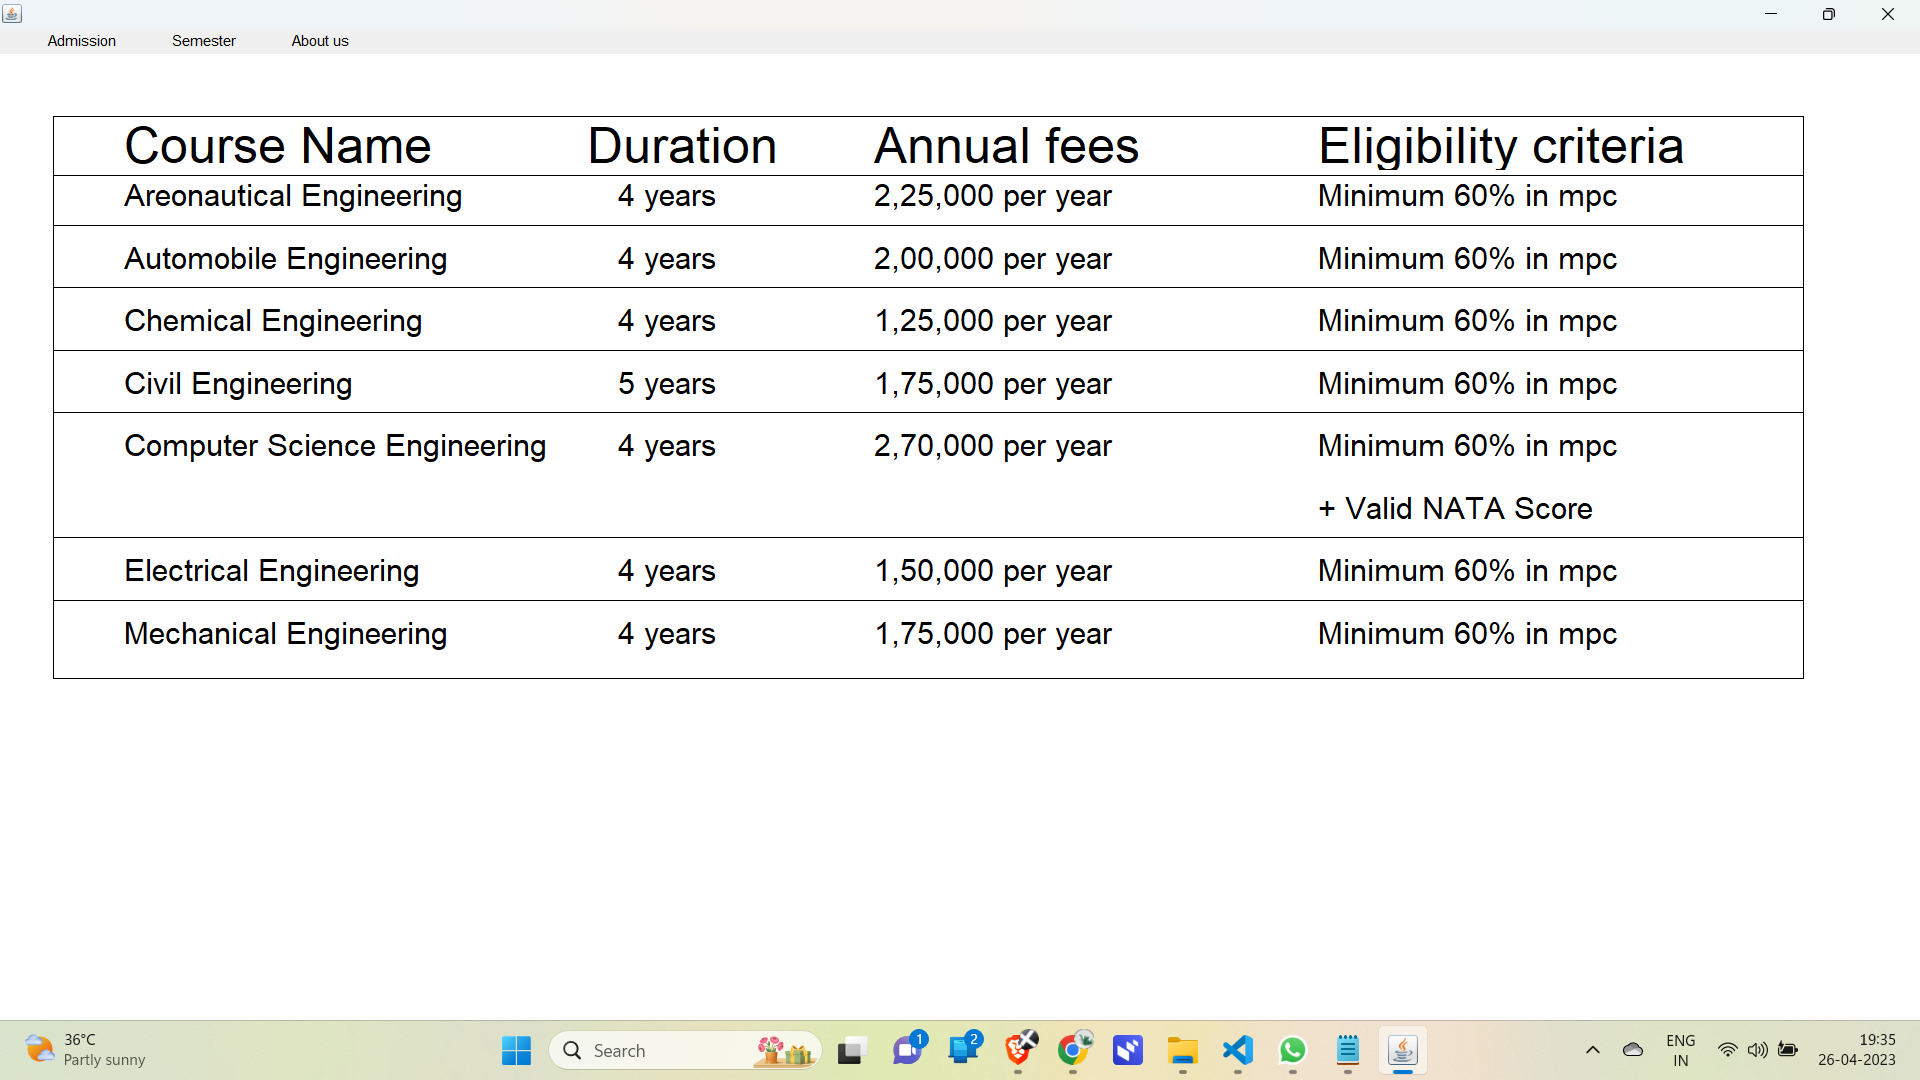 Admission Semester About us
Course Name Duration Annual fees Eligibility criteria
Areonautical Engineering 4 years 2,25,000 per year Minimum 60% in mpc
Automobile Engineering 4 years 2,00,000 per year Minimum 60% in mpc
Chemical Engineering 4 years 1,25,000 per year Minimum 60% in mpc
Civil Engineering 5 years 1,75,000 per year Minimum 60% in mpc
Computer Science Engineering 4 years 2,70,000 per year Minimum 60% in mpc
+ Valid NATA Score
Electrical Engineering 4 years 1,50,000 per year Minimum 60% in mpc
Mechanical Engineering 4 years 1,75,000 per year Minimum 60% in mpc
36°C
Partly sunny
Search
1
2
ENG
IN
19:35
26-04-2023